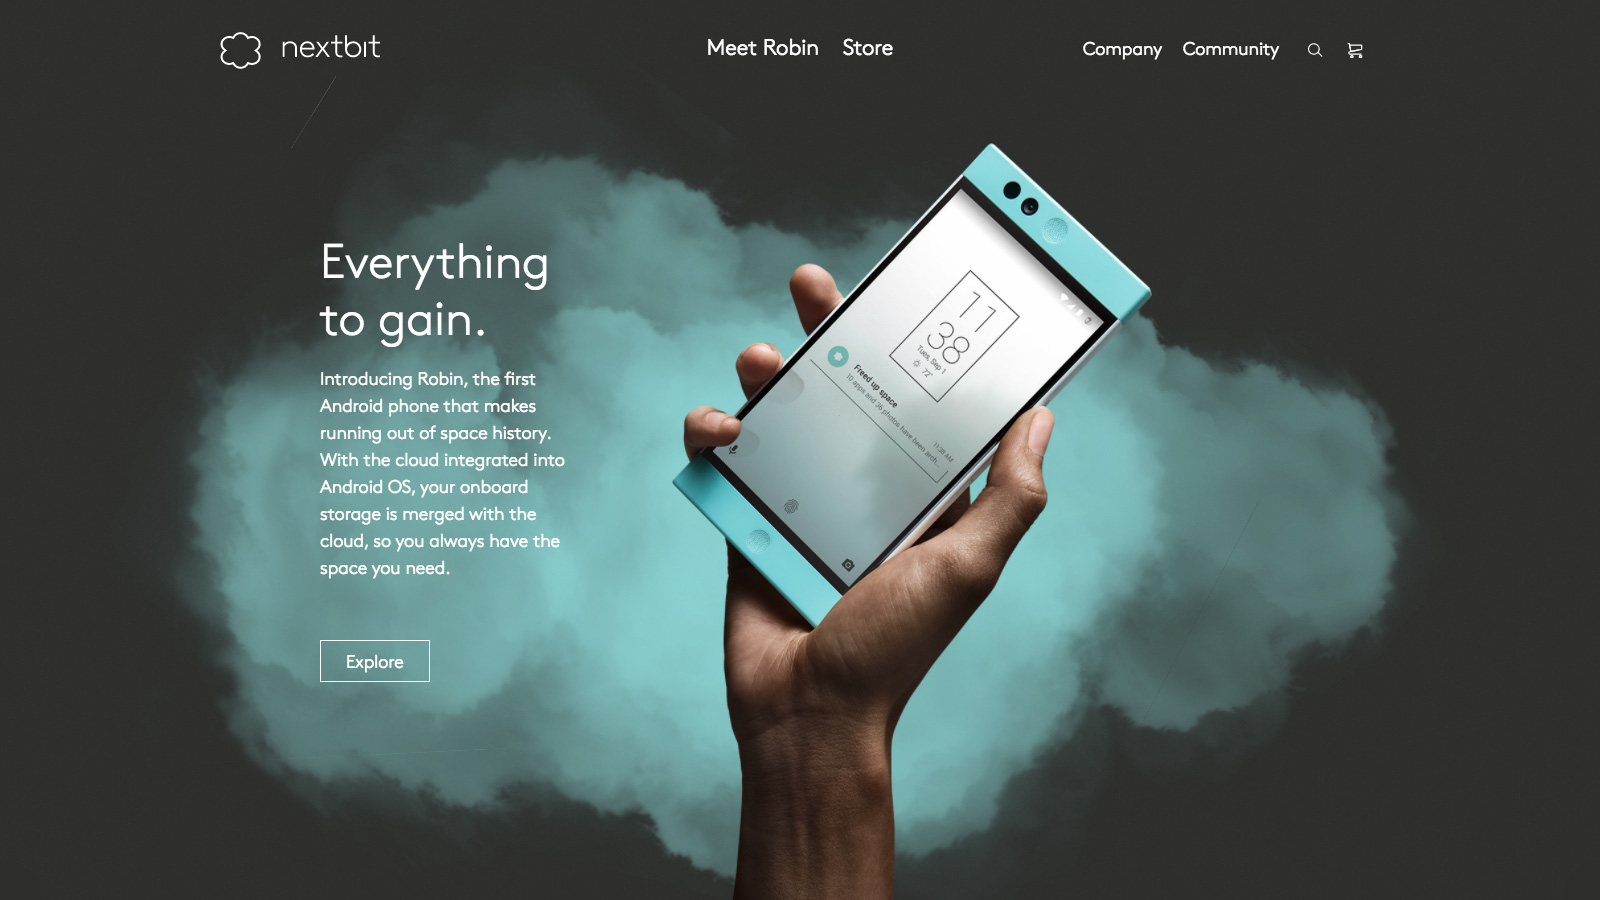 nextbit
Meet Robin
Store
Company
Community
Everything
to gain.
Introducing Robin, the first
Android phone that makes
running out of space history.
With the cloud integrated into
Android OS, your onboard
storage is merged with the
cloud, so you always have the
space you need.
Explore
11
38
Tues, Sep 1
72°
Freed up space
10 apps and 36 photos have been arch...
11:38 AM